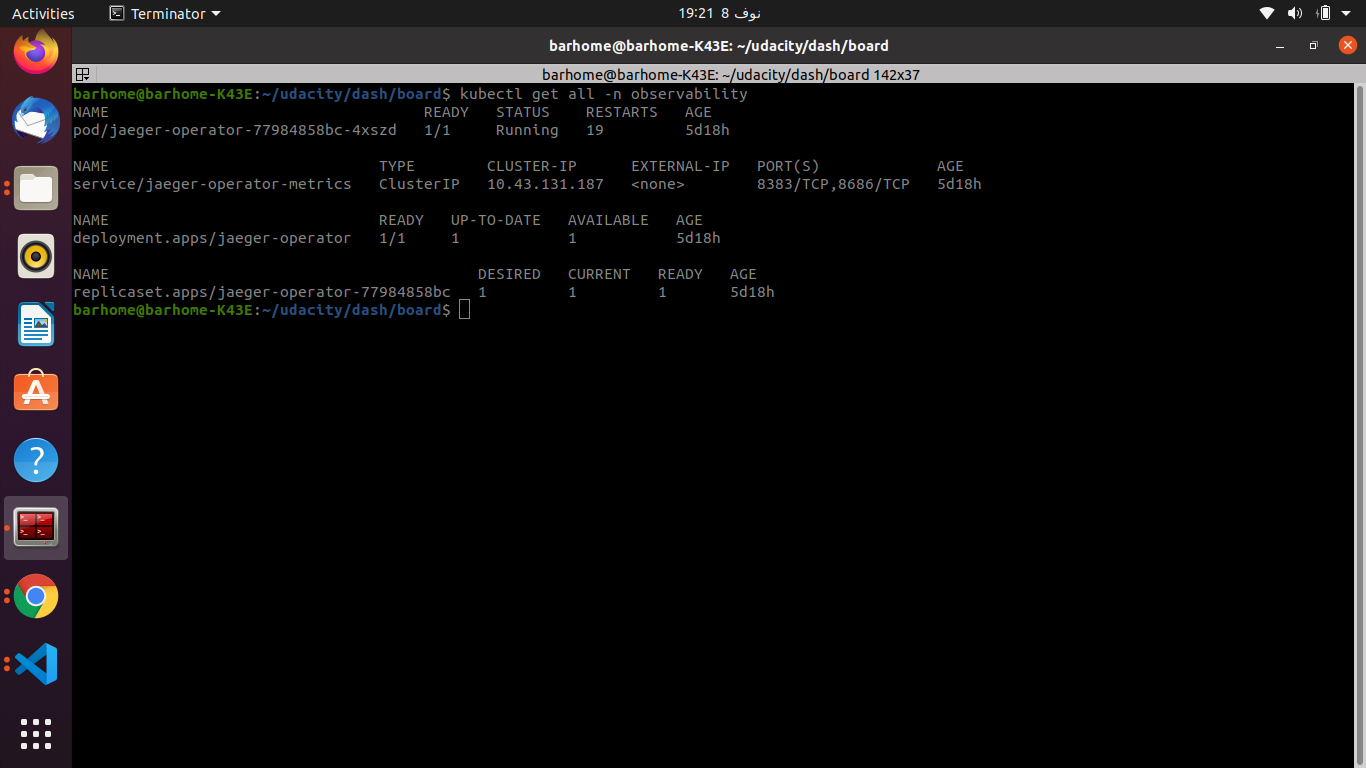 Activities Terminator 19:21 8 نوف
barhome@barhome-K43E: ~/udacity/dash/board
barhome@barhome-K43E: ~/udacity/dash/board 142x37
barhome@barhome-K43E:~/udacity/dash/board$ kubectl get all -n observability
NAME                                   READY   STATUS    RESTARTS   AGE
pod/jaeger-operator-77984858bc-4xszd   1/1     Running   19         5d18h
NAME                              TYPE        CLUSTER-IP      EXTERNAL-IP   PORT(S)             AGE
service/jaeger-operator-metrics   ClusterIP   10.43.131.187   <none>        8383/TCP,8686/TCP   5d18h
NAME                              READY   UP-TO-DATE   AVAILABLE   AGE
deployment.apps/jaeger-operator   1/1     1            1           5d18h
NAME                                         DESIRED   CURRENT   READY   AGE
replicaset.apps/jaeger-operator-77984858bc   1         1         1       5d18h
barhome@barhome-K43E:~/udacity/dash/board$